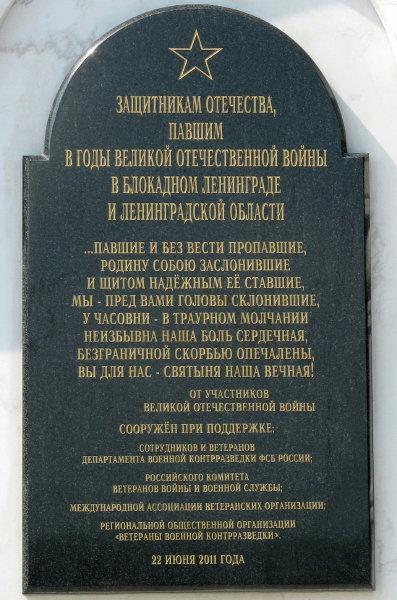 ЗАЩИТНИКАМ ОТЕЧЕСТВА,
ПАВШИМ
В ГОДЫ ВЕЛИКОЙ ОТЕЧЕСТВЕННОЙ ВОЙНЫ
В БЛОКАДНОМ ЛЕНИНГРАДЕ
И ЛЕНИНГРАДСКОЙ ОБЛАСТИ
...ПАВШИЕ И БЕЗ ВЕСТИ ПРОПАВШИЕ,
РОДИНУ СОБОЮ ЗАСЛОНИВШИЕ
И ЩИТОМ НАДЁЖНЫМ ЕЁ СТАВШИЕ,
МЫ - ПРЕД ВАМИ ГОЛОВЫ СКЛОНИВШИЕ,
У ЧАСОВНИ - В ТРАУРНОМ МОЛЧАНИИ
НЕИЗБЫВНА НАША БОЛЬ СЕРДЕЧНАЯ,
БЕЗГРАНИЧНОЙ СКОРБЬЮ ОПЕЧАЛЕНЫ,
ВЫ ДЛЯ НАС - СВЯТЫНЯ НАША ВЕЧНАЯ!
ОТ УЧАСТНИКОВ
ВЕЛИКОЙ ОТЕЧЕСТВЕННОЙ ВОЙНЫ
СООРУЖЁН ПРИ ПОДДЕРЖКЕ:
СОТРУДНИКОВ И ВЕТЕРАНОВ
ДЕПАРТАМЕНТА ВОЕННОЙ КОНТРРАЗВЕДКИ ФСБ РОССИИ;
РОССИЙСКОГО КОМИТЕТА
ВЕТЕРАНОВ ВОЙНЫ И ВОЕННОЙ СЛУЖБЫ;
МЕЖДУНАРОДНОЙ АССОЦИАЦИИ ВЕТЕРАНСКИХ ОРГАНИЗАЦИИ;
РЕГИОНАЛЬНОЙ ОБЩЕСТВЕННОЙ ОРГАНИЗАЦИИ
«ВЕТЕРАНЫ ВОЕННОЙ КОНТРРАЗВЕДКИ».
22 ИЮНЯ 2011 ГОДА